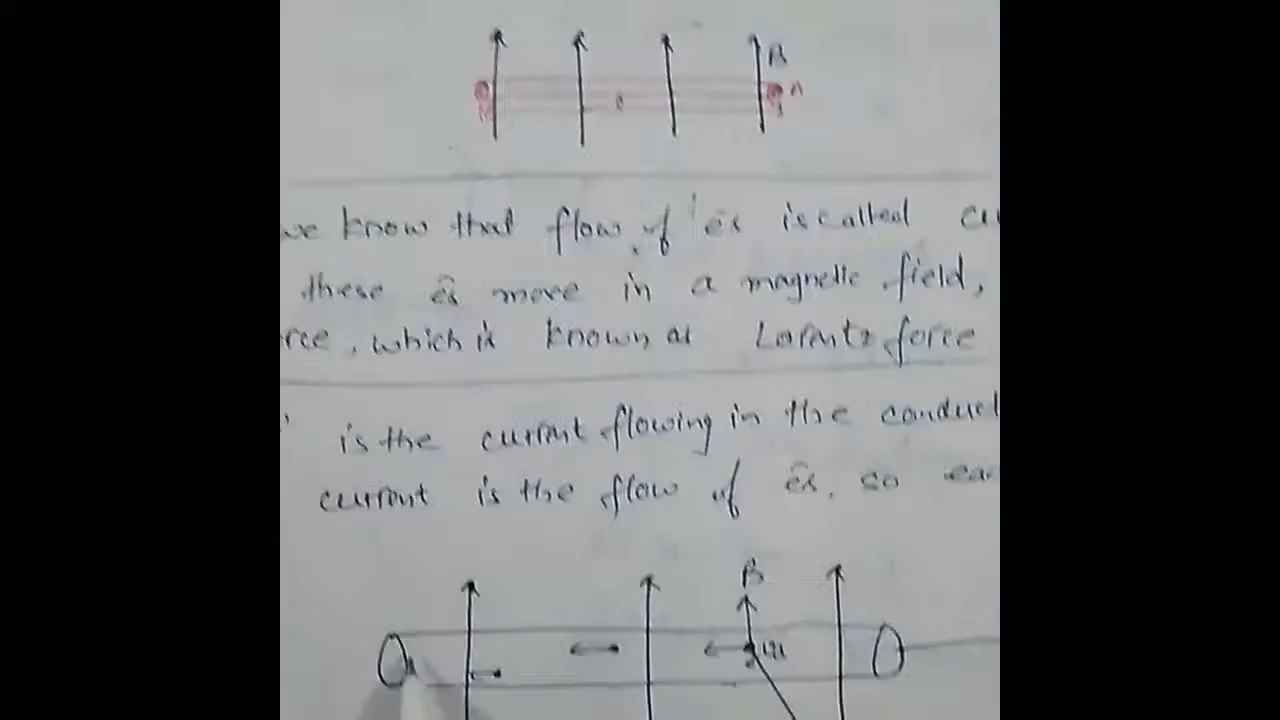 B
we know that flow of ēs is called cu
these ēs move in a magnetic field,
rce, which is known as Lorentz force
is the current flowing in the conduct
current is the flow of ēs, so ea
B